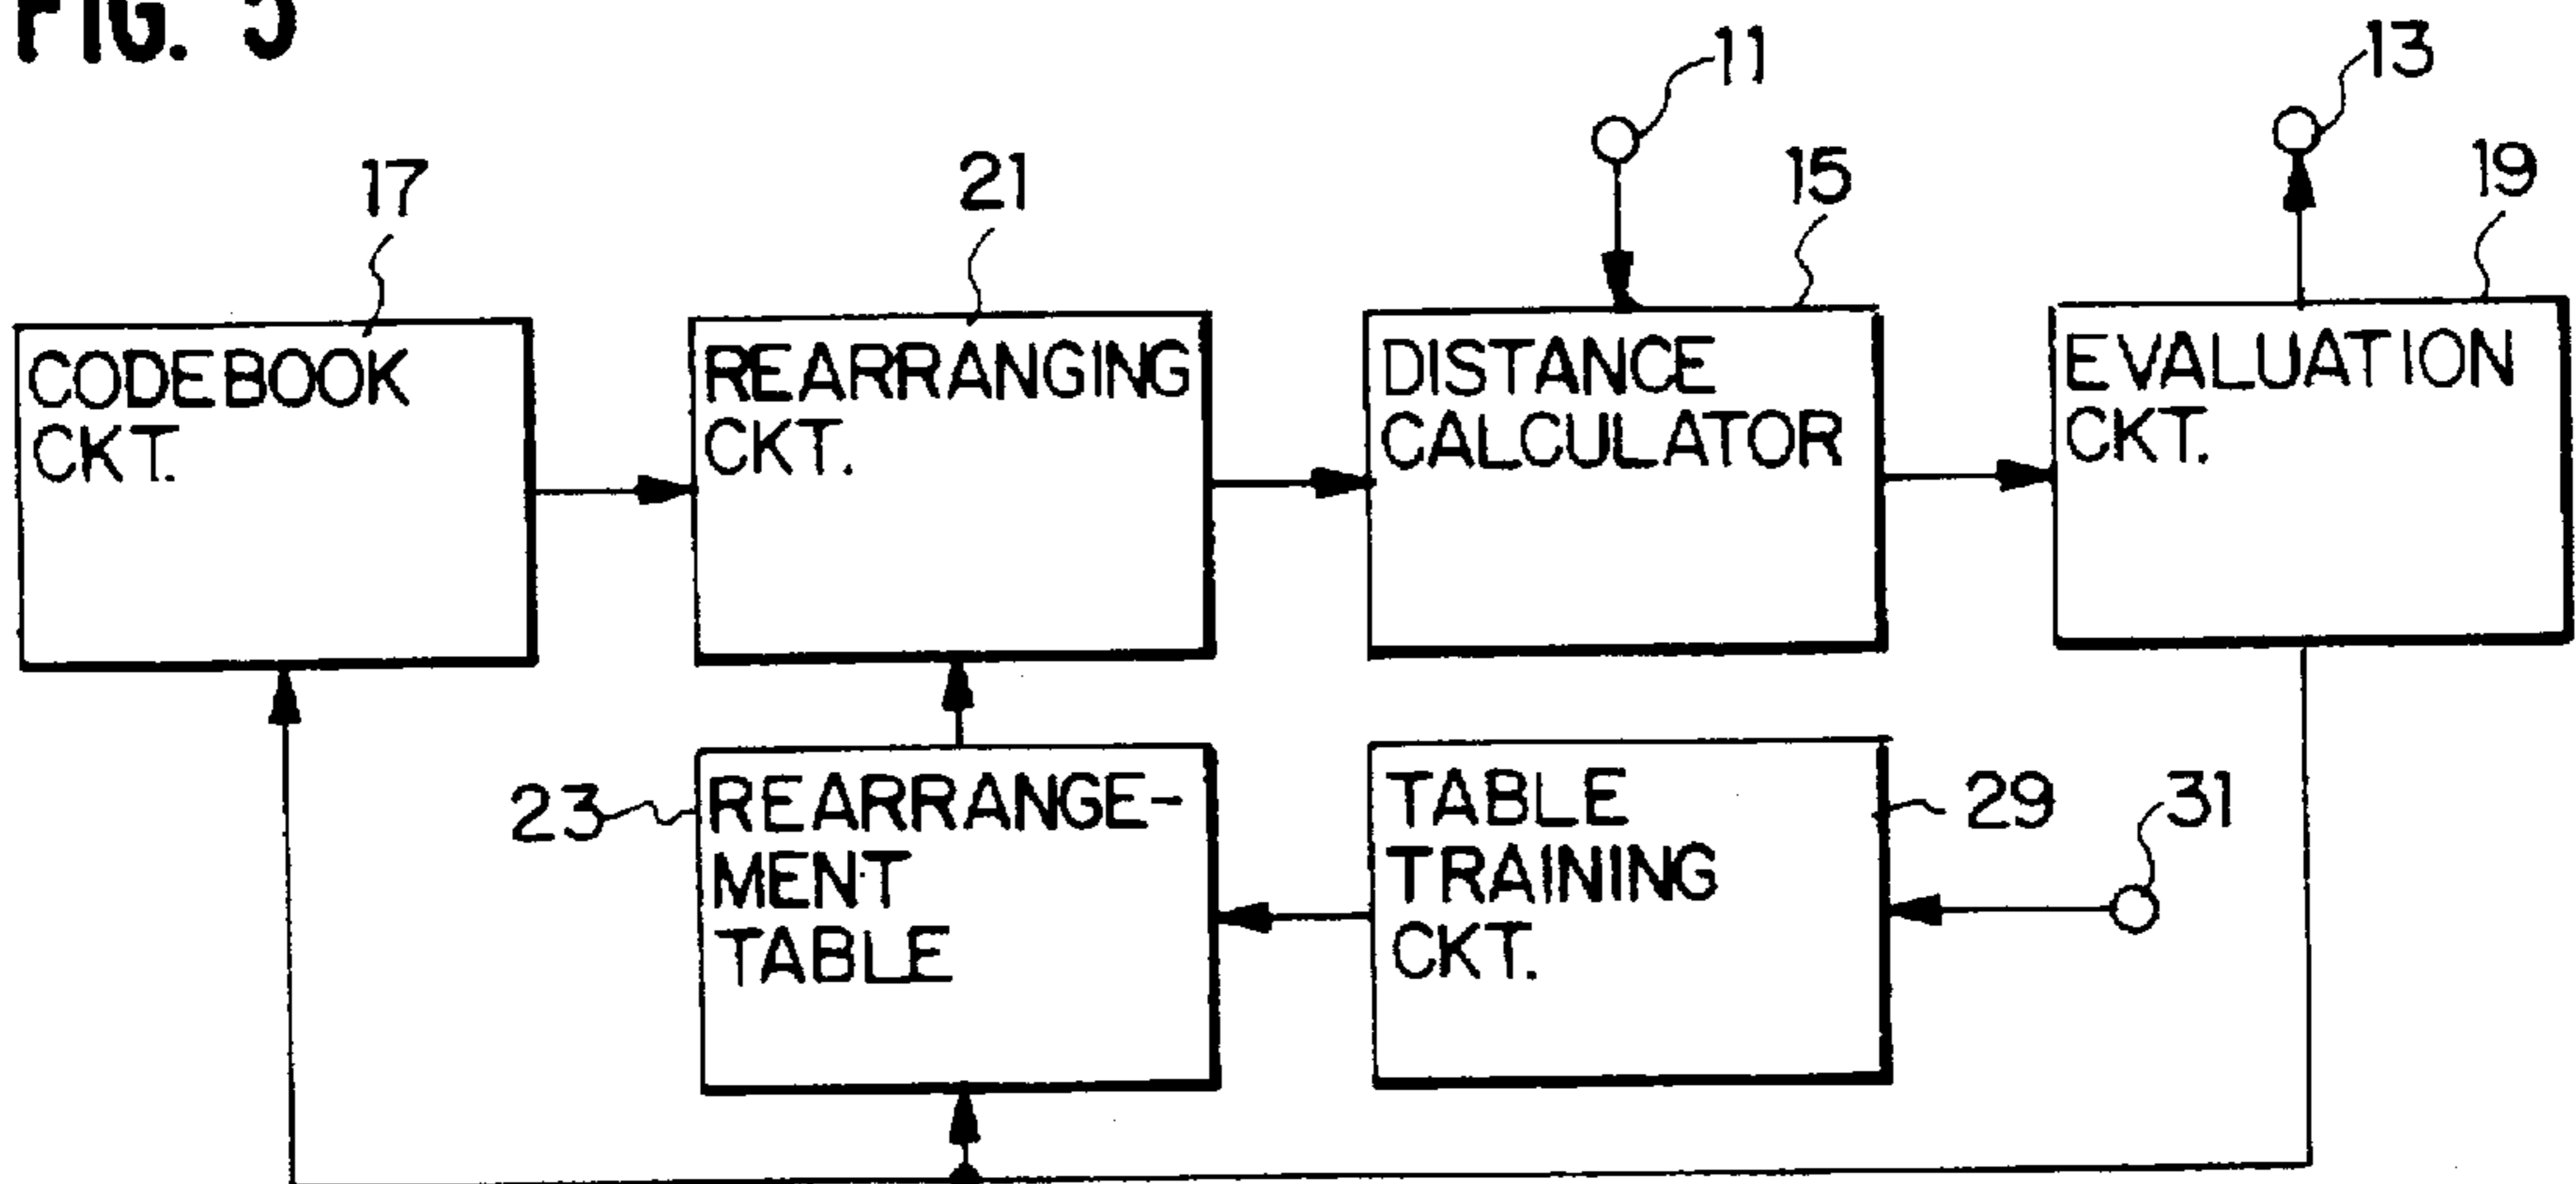 FIG. 5
11
13
17
21
15
19
CODEBOOK
CKT.
REARRANGING
CKT.
DISTANCE
CALCULATOR
EVALUATION
CKT.
23
REARRANGE-
MENT
TABLE
TABLE
TRAINING
CKT.
29
31